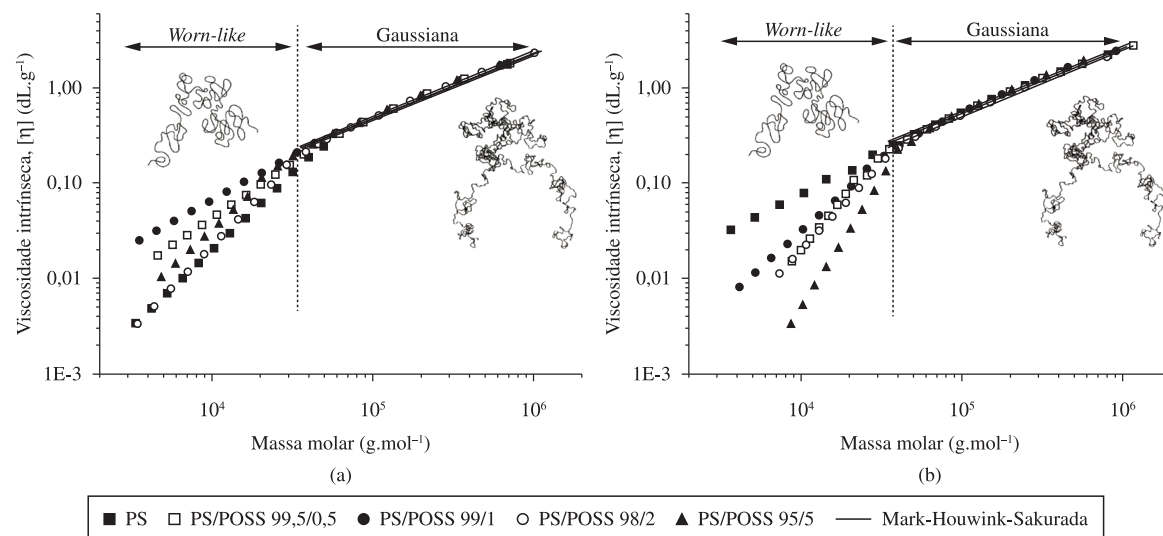 Worn-like Gaussiana
Viscosidade intrínseca, [η] (dL.g⁻¹)
1,00
0,10
0,01
1E-3
10⁴ 10⁵ 10⁶
Massa molar (g.mol⁻¹)
(a)
Worn-like Gaussiana
Viscosidade intrínseca, [η] (dL.g⁻¹)
1,00
0,10
0,01
1E-3
10⁴ 10⁵ 10⁶
Massa molar (g.mol⁻¹)
(b)
PS PS/POSS 99,5/0,5 PS/POSS 99/1 PS/POSS 98/2 PS/POSS 95/5 Mark-Houwink-Sakurada